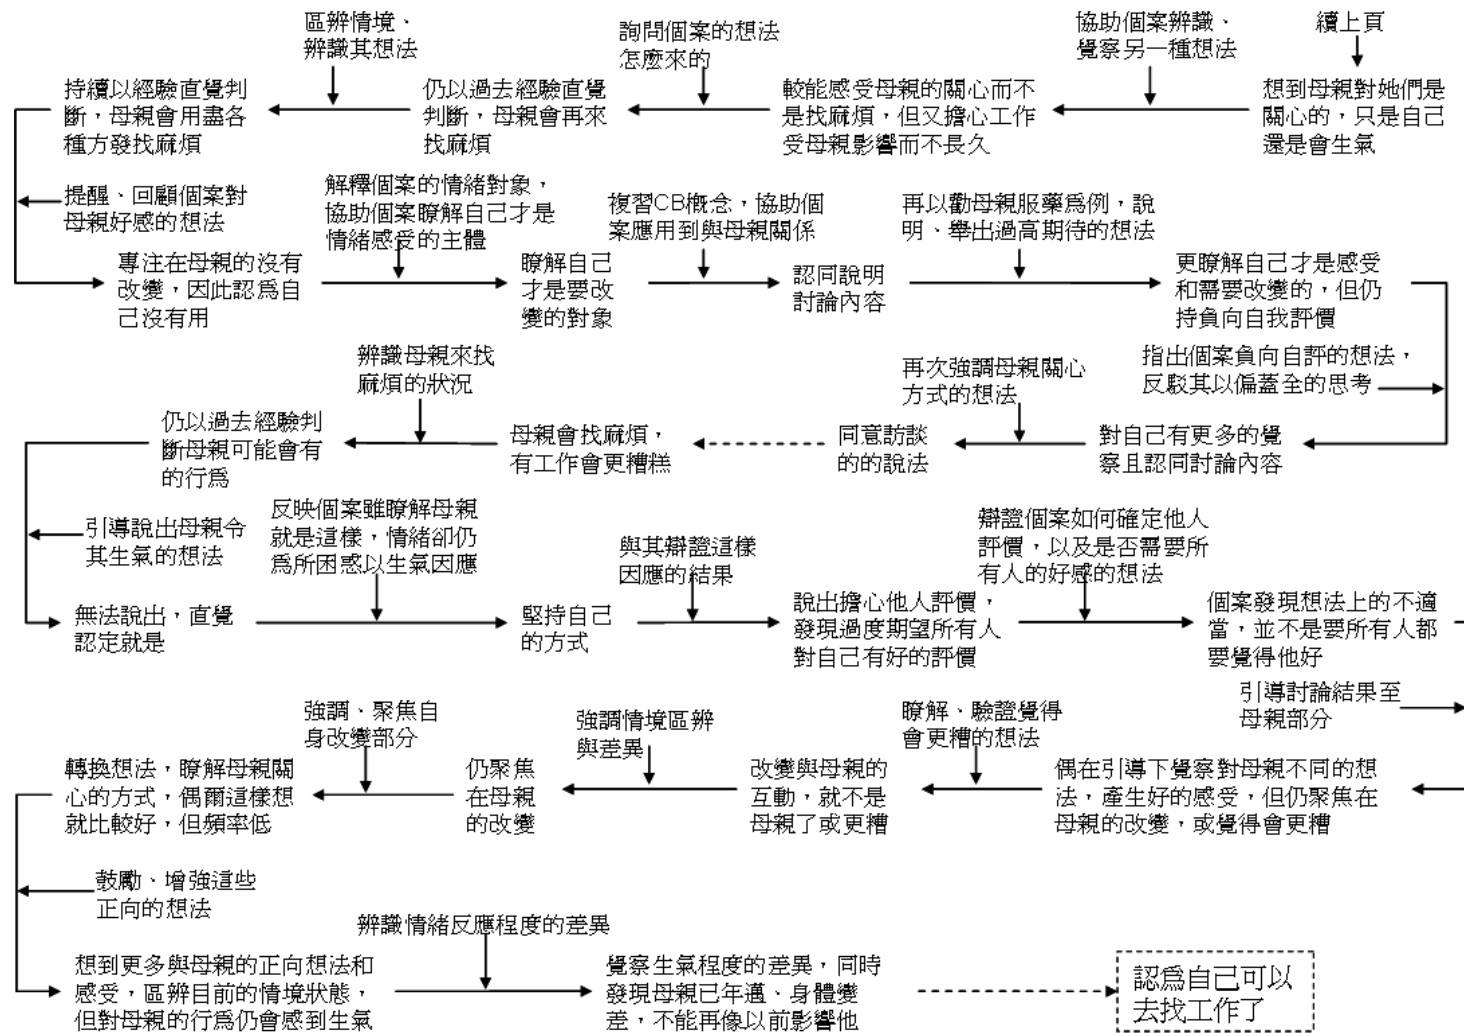 續上頁
想到母親對她們是
關心的，只是自己
還是會生氣
協助個案辨識、
覺察另一種想法
較能感受母親的關心而不
是找麻煩，但又擔心工作
受母親影響而不長久
詢問個案的想法
怎麼來的
仍以過去經驗直覺
判斷，母親會再來
找麻煩
區辨情境、
辨識其想法
持續以經驗直覺判
斷，母親會用盡各
種方發找麻煩
提醒、回顧個案對
母親好感的想法
專注在母親的沒有
改變，因此認為自
己沒有用
解釋個案的情緒對象，
協助個案瞭解自己才是
情緒感受的主體
瞭解自己
才是要改
變的對象
複習CB概念，協助個
案應用到與母親關係
認同說明
討論內容
再以勸母親服藥為例，說
明、舉出過高期待的想法
更瞭解自己才是感受
和需要改變的，但仍
持負向自我評價
指出個案負向自評的想法，
反駁其以偏蓋全的思考
對自己有更多的覺
察且認同討論內容
再次強調母親關心
方式的想法
同意訪談
的的說法
母親會找麻煩，
有工作會更糟糕
辨識母親來找
麻煩的狀況
仍以過去經驗判
斷母親可能會有
的行為
引導說出母親令
其生氣的想法
無法說出，直覺
認定就是
反映個案雖瞭解母親
就是這樣，情緒卻仍
為所困惑以生氣因應
堅持自己
的方式
與其辯證這樣
因應的結果
說出擔心他人評價，
發現過度期望所有人
對自己有好的評價
辯證個案如何確定他人
評價，以及是否需要所
有人的好感的想法
個案發現想法上的不適
當，並不是要所有人都
要覺得他好
引導討論結果至
母親部分
偶在引導下覺察對母親不同的想
法，產生好的感受，但仍聚焦在
母親的改變，或覺得會更糟
瞭解、驗證覺得
會更糟的想法
改變與母親的
互動，就不是
母親了或更糟
強調情境區辨
與差異
仍聚焦
在母親
的改變
強調、聚焦自
身改變部分
轉換想法，瞭解母親關
心的方式，偶爾這樣想
就比較好，但頻率低
鼓勵、增強這些
正向的想法
想到更多與母親的正向想法和
感受，區辨目前的情境狀態，
但對母親的行為仍會感到生氣
辨識情緒反應程度的差異
覺察生氣程度的差異，同時
發現母親已年邁、身體變
差，不能再像以前影響他
認為自己可以
去找工作了